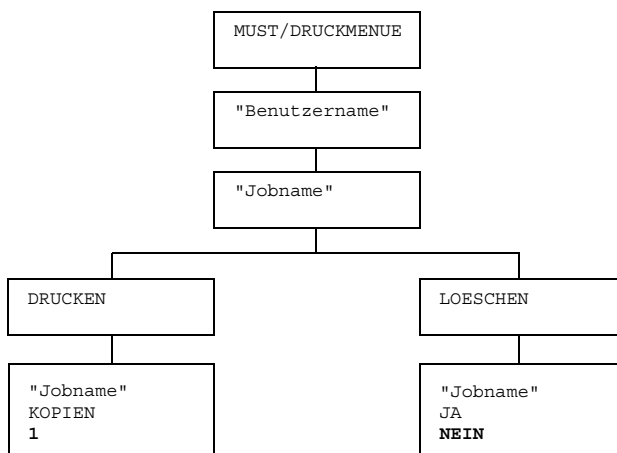 MUST/DRUCKMENUE
"Benutzername"
"Jobname"
DRUCKEN
LOESCHEN
"Jobname"
KOPIEN
1
"Jobname"
JA
NEIN